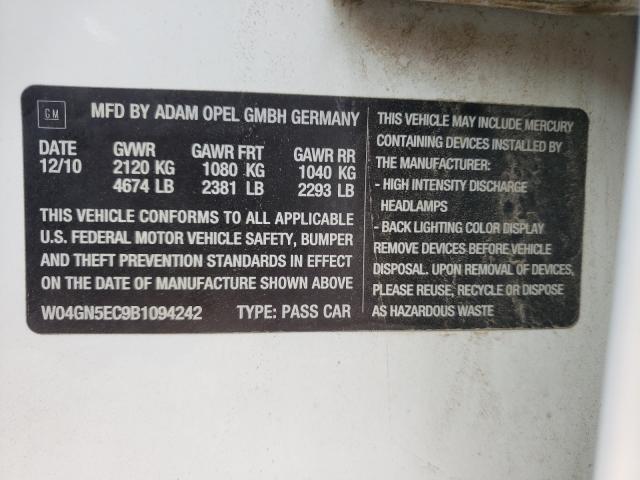 GM
MFD BY ADAM OPEL GMBH GERMANY
DATE GVWR GAWR FRT GAWR RR
12/10 2120 KG 1080 KG 1040 KG
4674 LB 2381 LB 2293 LB
THIS VEHICLE CONFORMS TO ALL APPLICABLE
U.S. FEDERAL MOTOR VEHICLE SAFETY, BUMPER
AND THEFT PREVENTION STANDARDS IN EFFECT
ON THE DATE OF MANUFACTURE SHOWN ABOVE
W04GN5EC9B1094242 TYPE: PASS CAR
THIS VEHICLE MAY INCLUDE MERCURY
CONTAINING DEVICES INSTALLED BY
THE MANUFACTURER:
- HIGH INTENSITY DISCHARGE
HEADLAMPS
- BACK LIGHTING COLOR DISPLAY
REMOVE DEVICES BEFORE VEHICLE
DISPOSAL. UPON REMOVAL OF DEVICES,
PLEASE REUSE, RECYCLE OR DISPOSE
AS HAZARDOUS WASTE